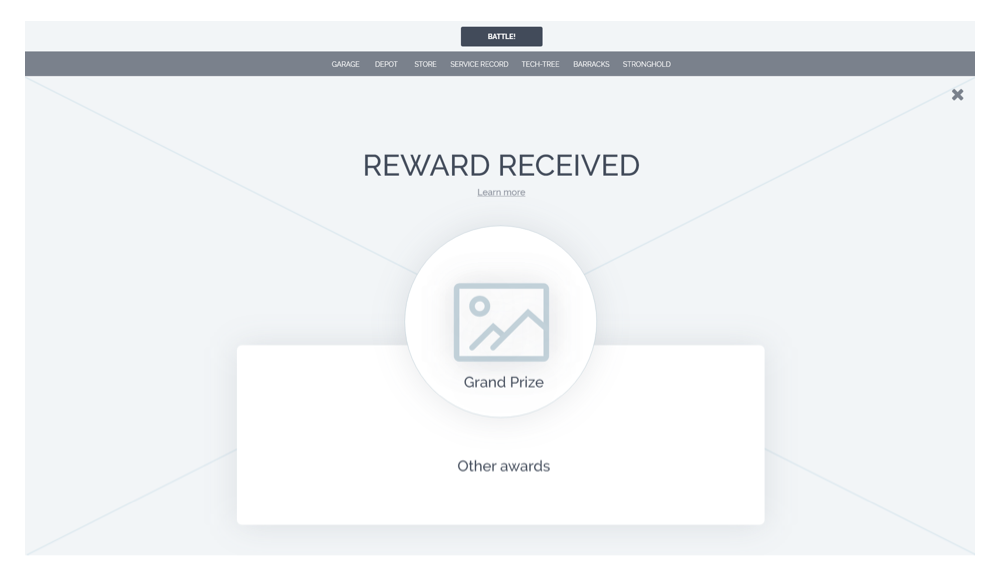 BATTLE!
GARAGE DEPOT STORE SERVICE RECORD TECH-TREE BARRACKS STRONGHOLD
REWARD RECEIVED
Learn more
Grand Prize
Other awards